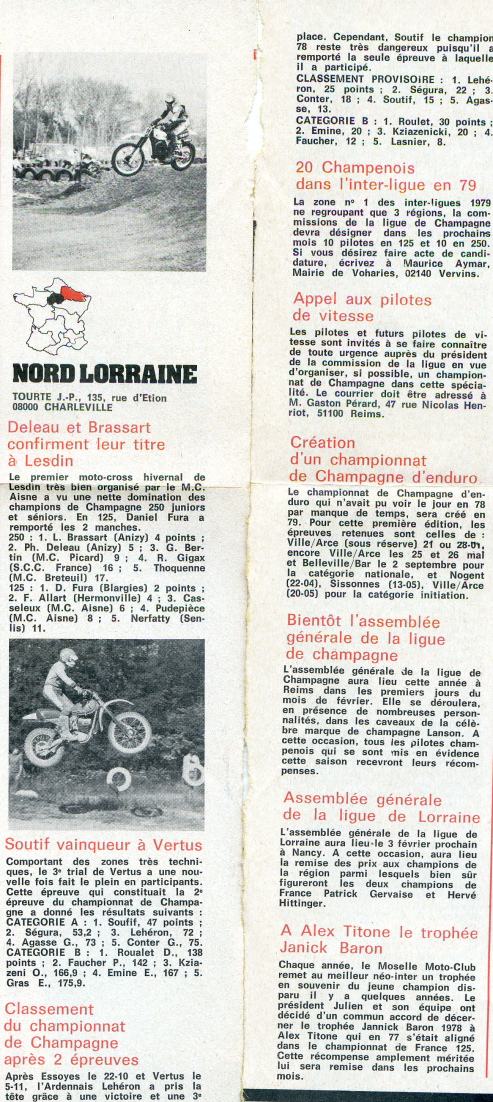 NORD LORRAINE
TOURTE J.-P., 135, rue d'Etion
08000 CHARLEVILLE
Deleau et Brassart
confirment leur titre
à Lesdin
Le premier moto-cross hivernal de
Lesdin très bien organisé par le M.C.
Aisne a vu une nette domination des
champions de Champagne 250 juniors
et séniors. En 125, Daniel Fura a
remporté les 2 manches.
250 : 1. L. Brassart (Anizy) 4 points ;
2. Ph. Deleau (Anizy) 5 ; 3. G. Ber-
tin (M.C. Picard) 9 ; 4. R. Gigax
(S.C.C. France) 16 ; 5. Thoquenne
(M.C. Breteuil) 17.
125 : 1. D. Fura (Blargies) 2 points ;
2. F. Allart (Hermonville) 4 ; 3. Cas-
seleux (M.C. Aisne) 6 ; 4. Pudepièce
(M.C. Aisne) 8 ; 5. Nerfatty (Sen-
lis) 11.
Soutif vainqueur à Vertus
Comportant des zones très techni-
ques, le 3e trial de Vertus a une nou-
velle fois fait le plein en participants.
Cette épreuve qui constituait la 2e
épreuve du championnat de Champa-
gne a donné les résultats suivants :
CATEGORIE A : 1. Soufif, 47 points ;
2. Ségura, 53,2 ; 3. Lehéron, 72 ;
4. Agasse G., 73 ; 5. Conter G., 75.
CATEGORIE B : 1. Roualet D., 138
points ; 2. Faucher P., 142 ; 3. Kzia-
zeni O., 166,9 ; 4. Emine E., 167 ; 5.
Gras E., 175,9.
Classement
du championnat
de Champagne
après 2 épreuves
Après Essoyes le 22-10 et Vertus le
5-11, l'Ardennais Lehéron a pris la
tête grâce à une victoire et une 3e
place. Cependant, Soutif le champion
78 reste très dangereux puisqu'il a
remporté la seule épreuve à laquelle
il a participé.
CLASSEMENT PROVISOIRE : 1. Lehé-
ron, 25 points ; 2. Ségura, 22 ; 3.
Conter, 18 ; 4. Soutif, 15 ; 5. Agas-
se, 13.
CATEGORIE B : 1. Roulet, 30 points ;
2. Emine, 20 ; 3. Kziazenicki, 20 ; 4.
Faucher, 12 ; 5. Lasnier, 8.
20 Champenois
dans l'inter-ligue en 79
La zone n° 1 des inter-ligues 1979
ne regroupant que 3 régions, la com-
missions de la ligue de Champagne
devra désigner dans les prochains
mois 10 pilotes en 125 et 10 en 250.
Si vous désirez faire acte de candi-
dature, écrivez à Maurice Aymar,
Mairie de Voharies, 02140 Vervins.
Appel aux pilotes
de vitesse
Les pilotes et futurs pilotes de vi-
tesse sont invités à se faire connaître
de toute urgence auprès du président
de la commission de la ligue en vue
d'organiser, si possible, un champion-
nat de Champagne dans cette spécia-
lité. Le courrier doit être adressé à
M. Gaston Pérard, 47 rue Nicolas Hen-
riot, 51100 Reims.
Création
d'un championnat
de Champagne d'enduro
Le championnat de Champagne d'en-
duro qui n'avait pu voir le jour en 78
par manque de temps, sera créé en
79. Pour cette première édition, les
épreuves retenues sont celles de :
Ville/Arce (sous réserve) 21 ou 28-01,
encore Ville/Arce les 25 et 26 mai
et Belleville/Bar le 2 septembre pour
la catégorie nationale, et Nogent
(22-04), Sissonnes (13-05), Ville/Arce
(20-05) pour la catégorie initiation.
Bientôt l'assemblée
générale de la ligue
de champagne
L'assemblée générale de la ligue de
Champagne aura lieu cette année à
Reims dans les premiers jours du
mois de février. Elle se déroulera,
en présence de nombreuses person-
nalités, dans les caveaux de la célè-
bre marque de champagne Lanson. A
cette occasion, tous les pilotes cham-
penois qui se sont mis en évidence
cette saison recevront leurs récom-
penses.
Assemblée générale
de la ligue de Lorraine
L'assemblée générale de la ligue de
Lorraine aura lieu le 3 février prochain
à Nancy. A cette occasion, aura lieu
la remise des prix aux champions de
la région parmi lesquels bien sûr
figureront les deux champions de
France Patrick Gervaise et Hervé
Hittinger.
A Alex Titone le trophée
Janick Baron
Chaque année, le Moselle Moto-Club
remet au meilleur néo-inter un trophée
en souvenir du jeune champion dis-
paru il y a quelques années. Le
président Julien et son équipe ont
décidé d'un commun accord de décer-
ner le trophée Jannick Baron 1978 à
Alex Titone qui en 77 s'était aligné
dans le championnat de France 125.
Cette récompense amplement méritée
lui sera remise dans les prochains
mois.